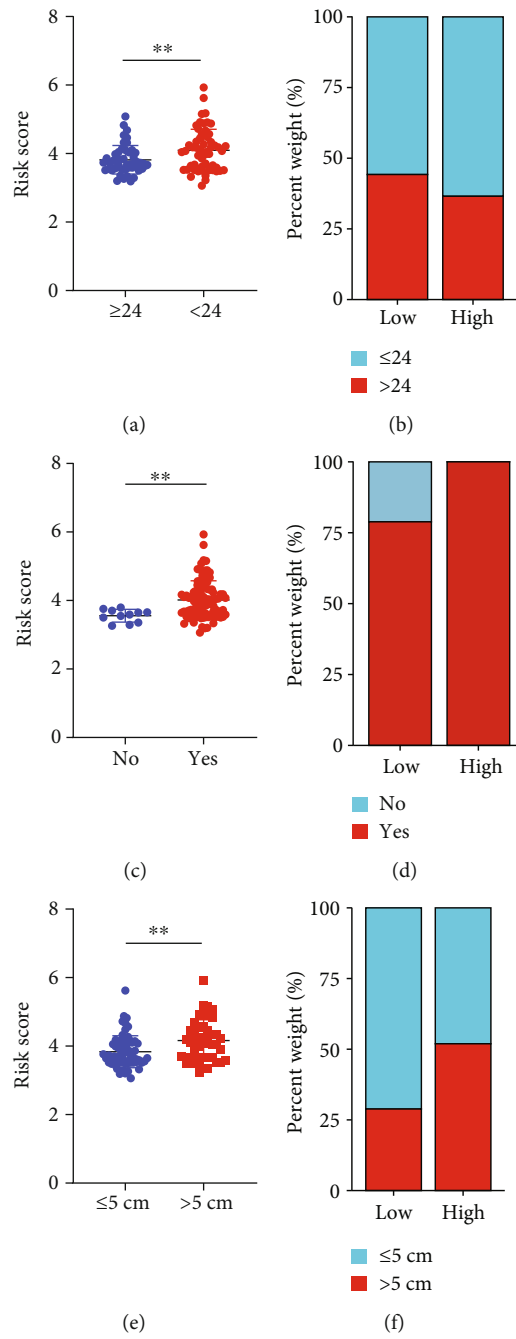 8
6
4
2
0
Risk score
**
≥24
<24
(a)
100
75
50
25
0
Percent weight (%)
Low
High
≤24
>24
(b)
8
6
4
2
0
Risk score
**
No
Yes
(c)
100
75
50
25
0
Percent weight (%)
Low
High
No
Yes
(d)
8
6
4
2
0
Risk score
**
≤5 cm
>5 cm
(e)
100
75
50
25
0
Percent weight (%)
Low
High
≤5 cm
>5 cm
(f)